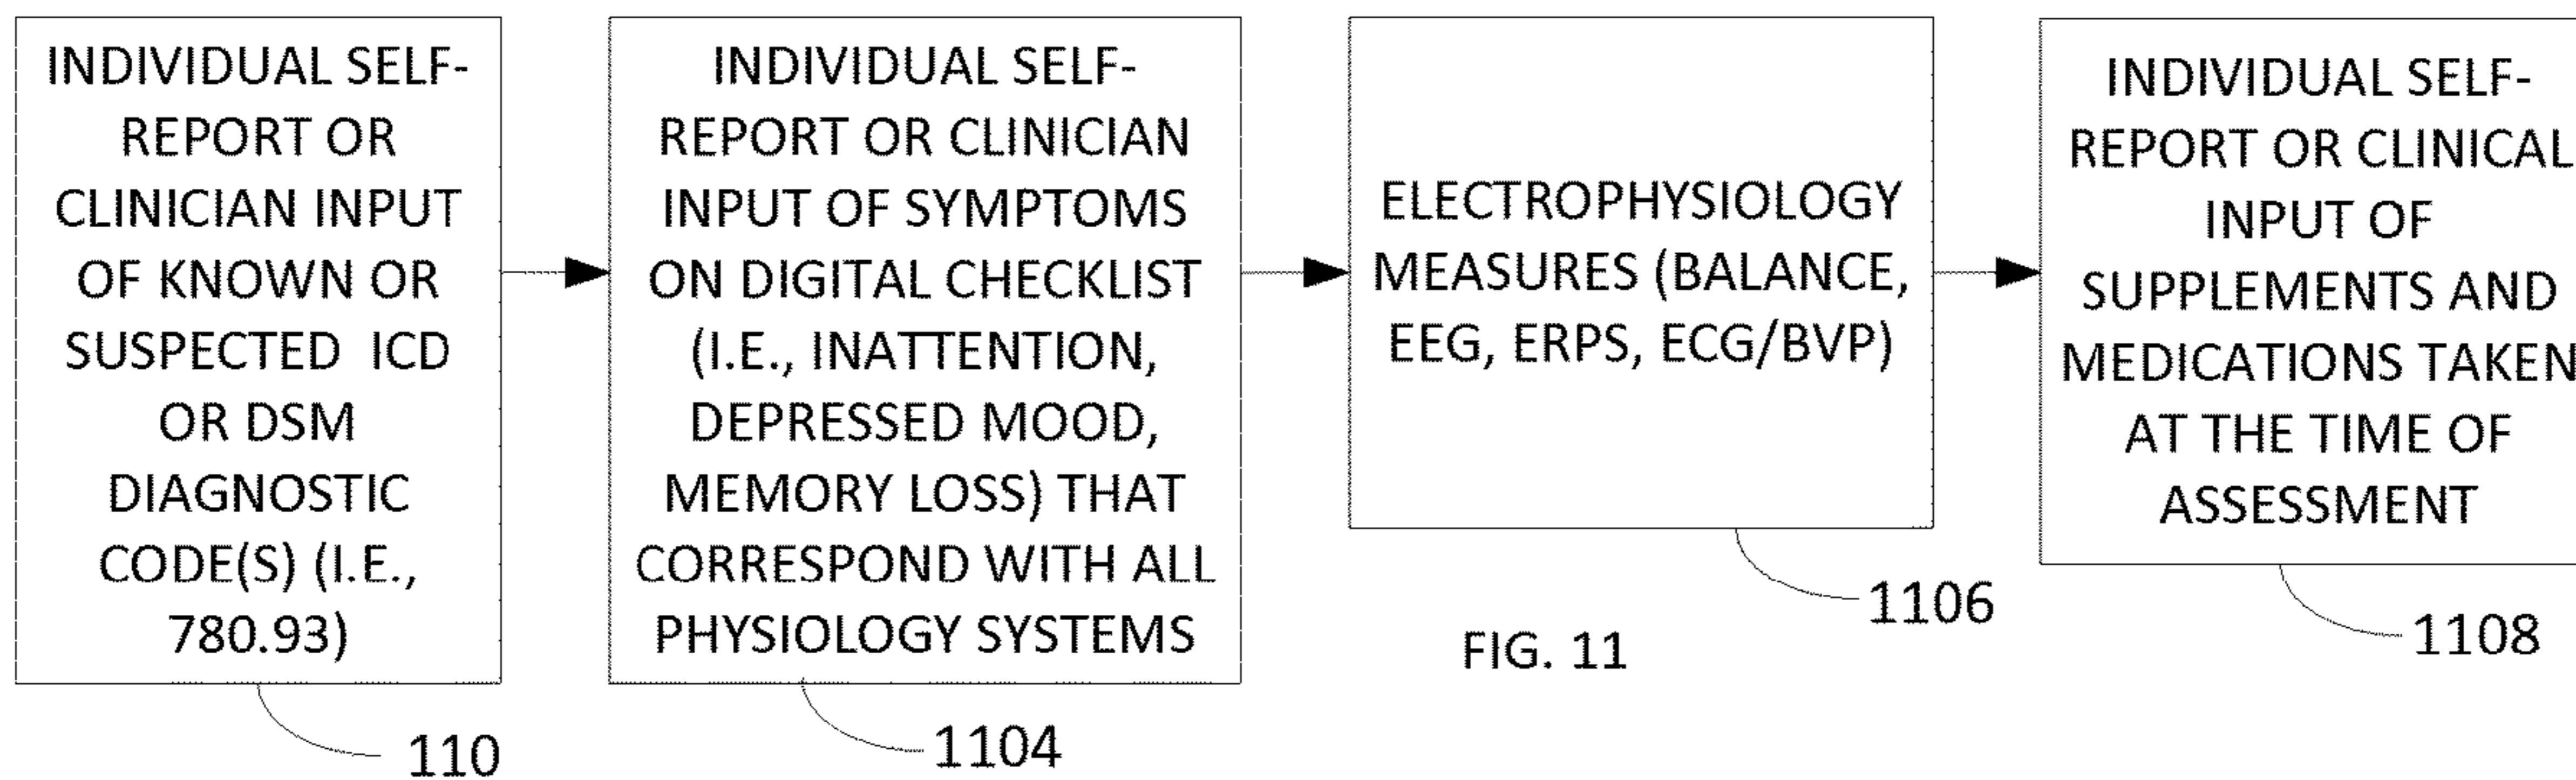 INDIVIDUAL SELF-
REPORT OR
CLINICIAN INPUT
OF KNOWN OR
SUSPECTED ICD
OR DSM
DIAGNOSTIC
CODE(S) (I.E.,
780.93)
110
INDIVIDUAL SELF-
REPORT OR CLINICIAN
INPUT OF SYMPTOMS
ON DIGITAL CHECKLIST
(I.E., INATTENTION,
DEPRESSED MOOD,
MEMORY LOSS) THAT
CORRESPOND WITH ALL
PHYSIOLOGY SYSTEMS
1104
ELECTROPHYSIOLOGY
MEASURES (BALANCE,
EEG, ERPS, ECG/BVP)
1106
INDIVIDUAL SELF-
REPORT OR CLINICAL
INPUT OF
SUPPLEMENTS AND
MEDICATIONS TAKEN
AT THE TIME OF
ASSESSMENT
1108
FIG. 11